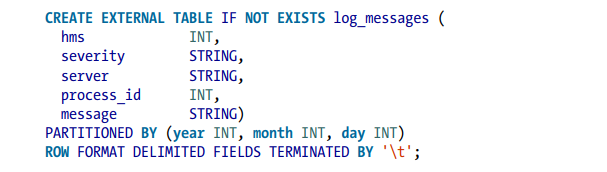 CREATE EXTERNAL TABLE IF NOT EXISTS log_messages (
  hms             INT,
  severity        STRING,
  server          STRING,
  process_id      INT,
  message         STRING)
PARTITIONED BY (year INT, month INT, day INT)
ROW FORMAT DELIMITED FIELDS TERMINATED BY '\t';